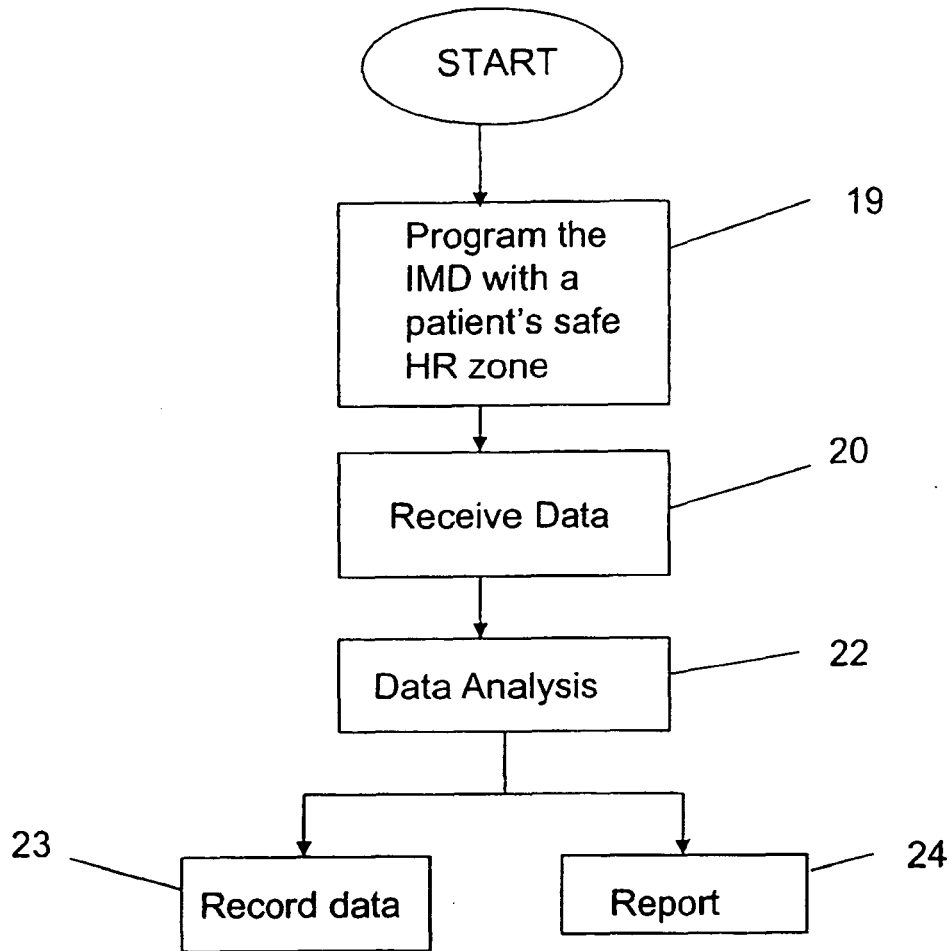 START
19
Program the
IMD with a
patient's safe
HR zone
20
Receive Data
22
Data Analysis
23
24
Record data
Report